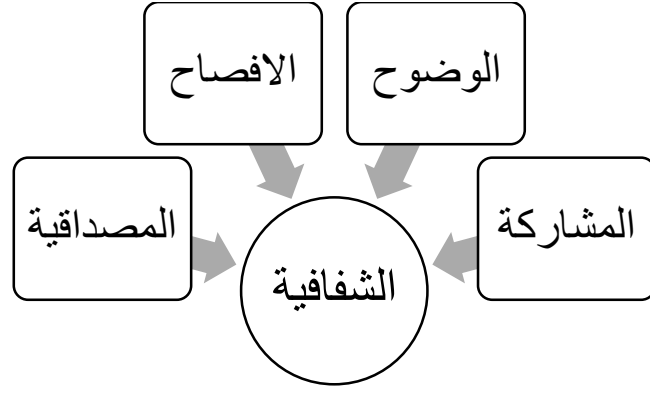 الوضوح
الافصاح
المشاركة
المصداقية
الشفافية